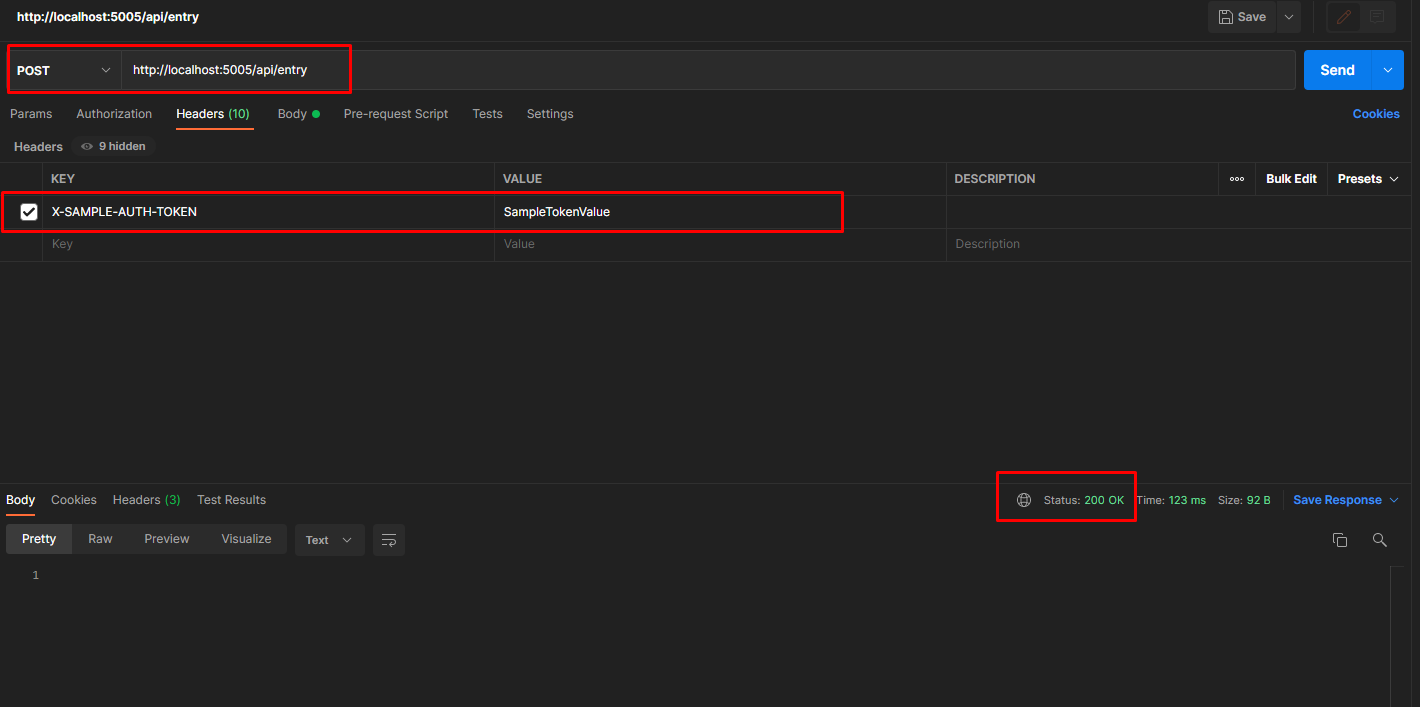 http://localhost:5005/api/entry Save
POST http://localhost:5005/api/entry Send
Params Authorization Headers (10) Body Pre-request Script Tests Settings Cookies
Headers 9 hidden
KEY VALUE DESCRIPTION ooo Bulk Edit Presets
X-SAMPLE-AUTH-TOKEN SampleTokenValue
Key Value Description
Body Cookies Headers (3) Test Results Status: 200 OK Time: 123 ms Size: 92 B Save Response
Pretty Raw Preview Visualize Text
1